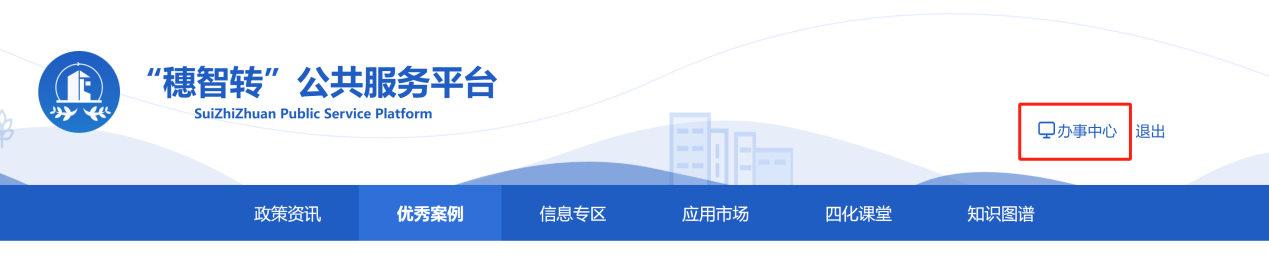 “穗智转”公共服务平台
SuiZhiZhuan Public Service Platform
办事中心 退出
政策资讯 优秀案例 信息专区 应用市场 四化课堂 知识图谱